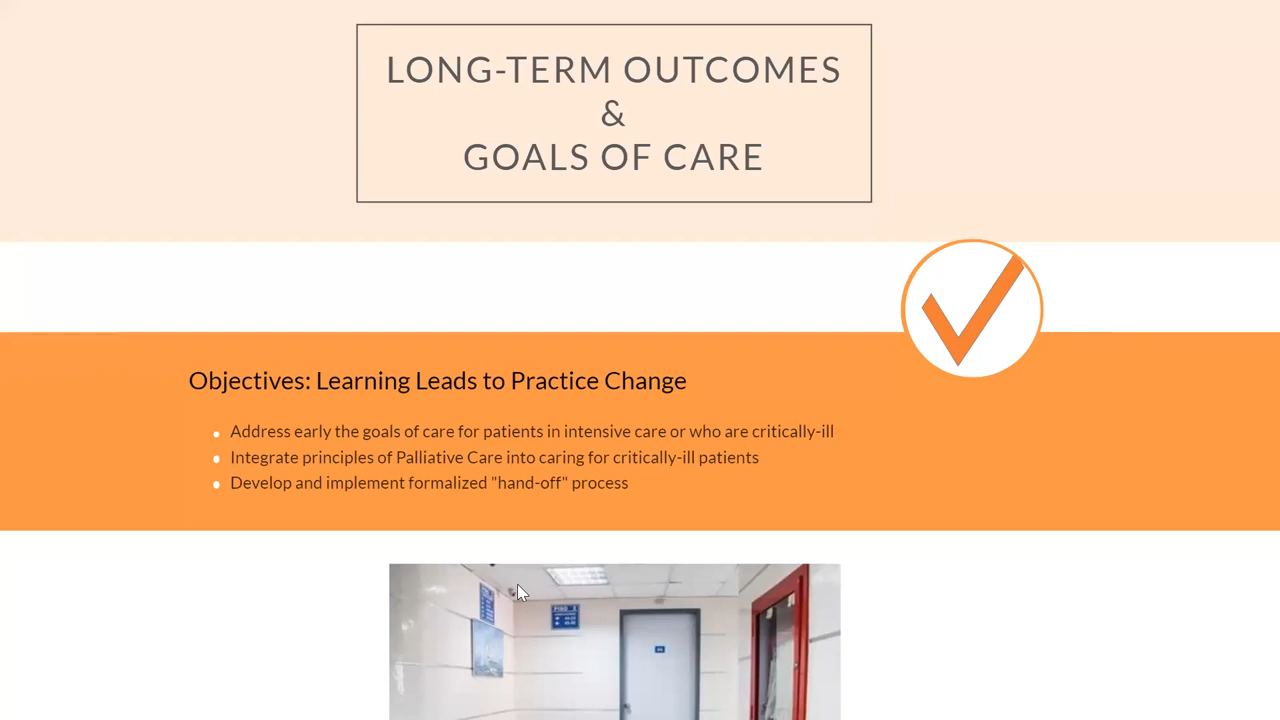 LONG-TERM OUTCOMES
&
GOALS OF CARE
Objectives: Learning Leads to Practice Change
Address early the goals of care for patients in intensive care or who are critically-ill
Integrate principles of Palliative Care into caring for critically-ill patients
Develop and implement formalized "hand-off" process